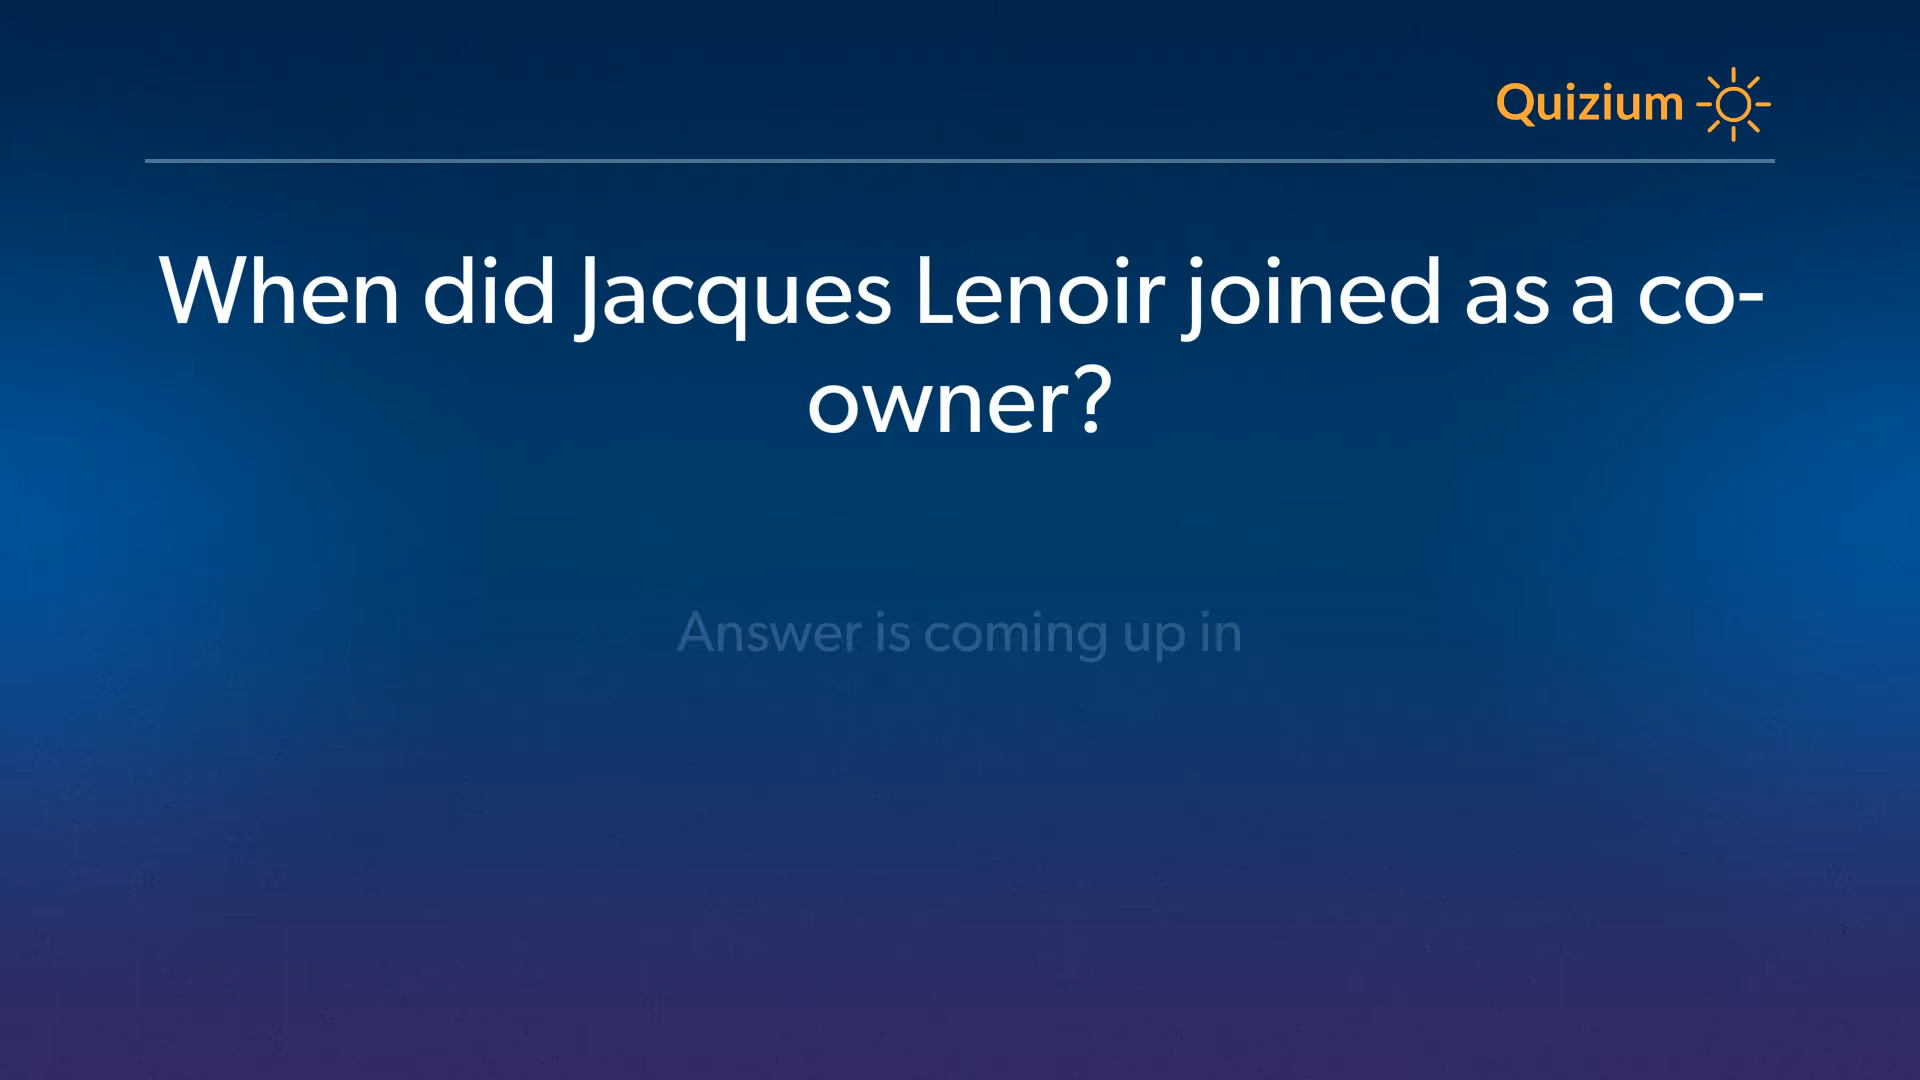 Quizium
When did Jacques Lenoir joined as a co-
owner?
Answer is coming up in